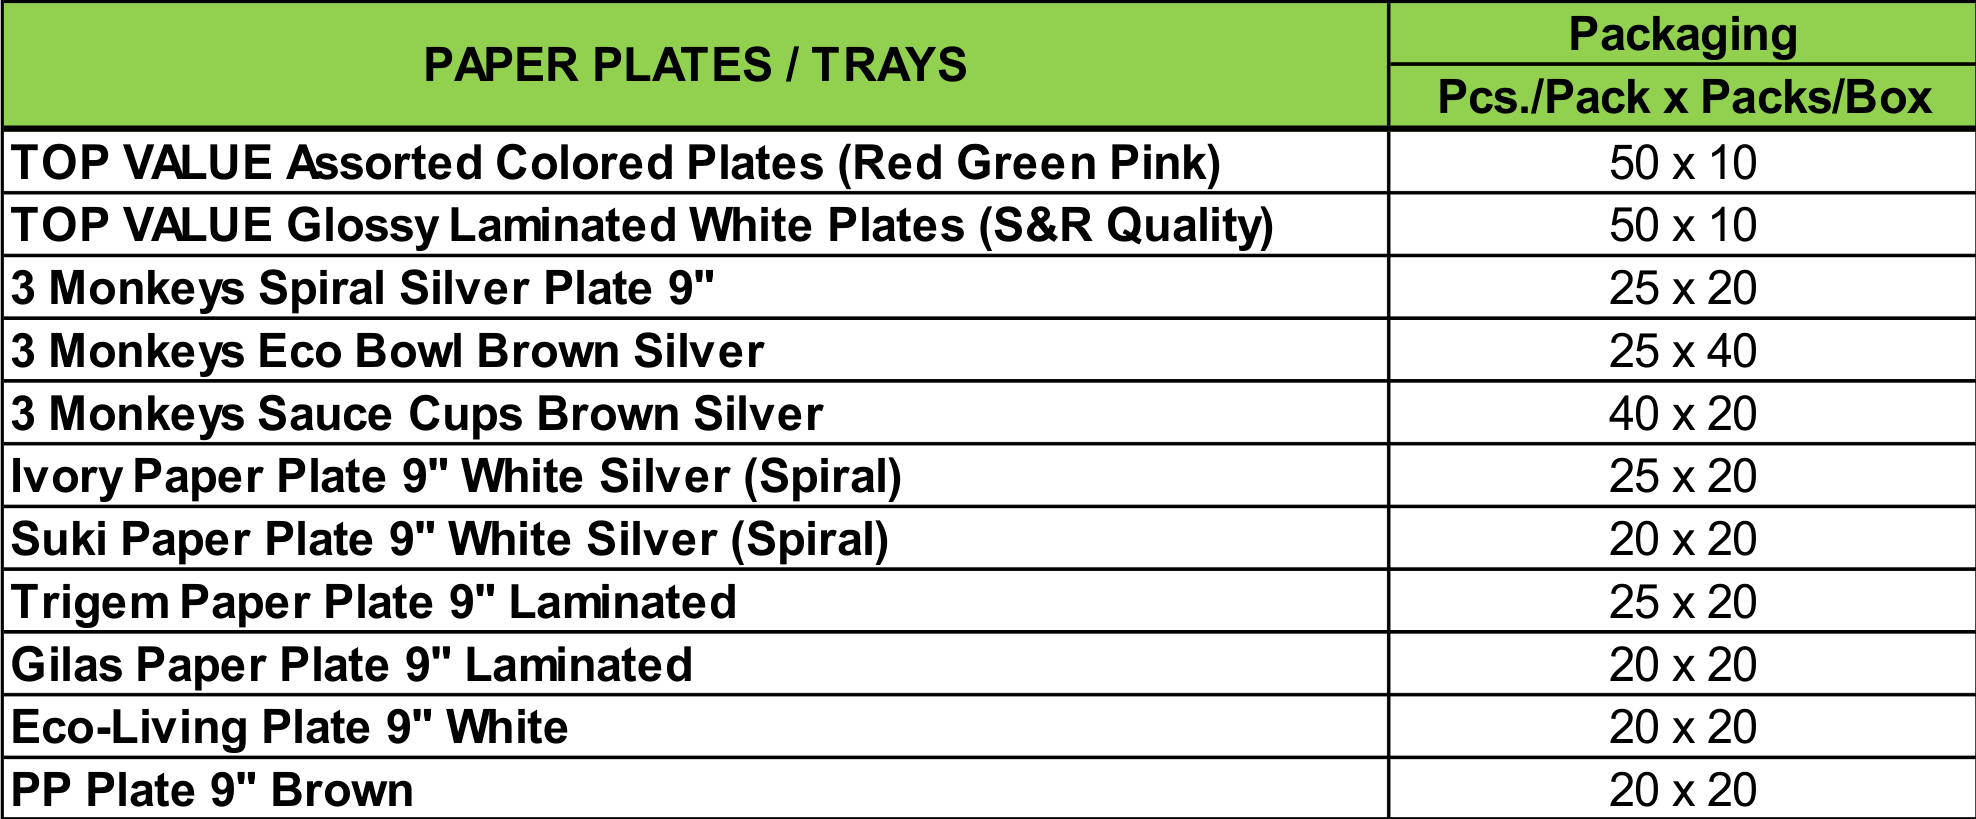 PAPER PLATES / TRAYS
Packaging
Pcs./Pack x Packs/Box
TOP VALUE Assorted Colored Plates (Red Green Pink) 50 x 10
TOP VALUE Glossy Laminated White Plates (S&R Quality) 50 x 10
3 Monkeys Spiral Silver Plate 9" 25 x 20
3 Monkeys Eco Bowl Brown Silver 25 x 40
3 Monkeys Sauce Cups Brown Silver 40 x 20
Ivory Paper Plate 9" White Silver (Spiral) 25 x 20
Suki Paper Plate 9" White Silver (Spiral) 20 x 20
Trigem Paper Plate 9" Laminated 25 x 20
Gilas Paper Plate 9" Laminated 20 x 20
Eco-Living Plate 9" White 20 x 20
PP Plate 9" Brown 20 x 20